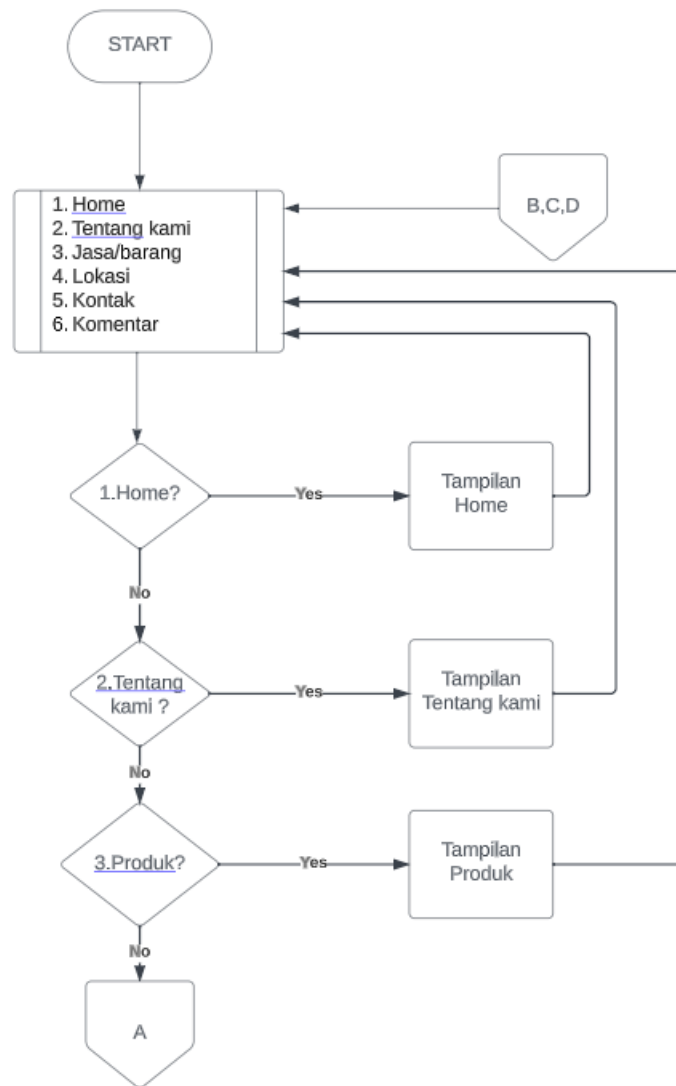 START
1. Home
2. Tentang kami
3. Jasa/barang
4. Lokasi
5. Kontak
6. Komentar
B,C,D
1.Home?
Yes
Tampilan
Home
No
2.Tentang
kami ?
Yes
Tampilan
Tentang kami
No
3.Produk?
Yes
Tampilan
Produk
No
A